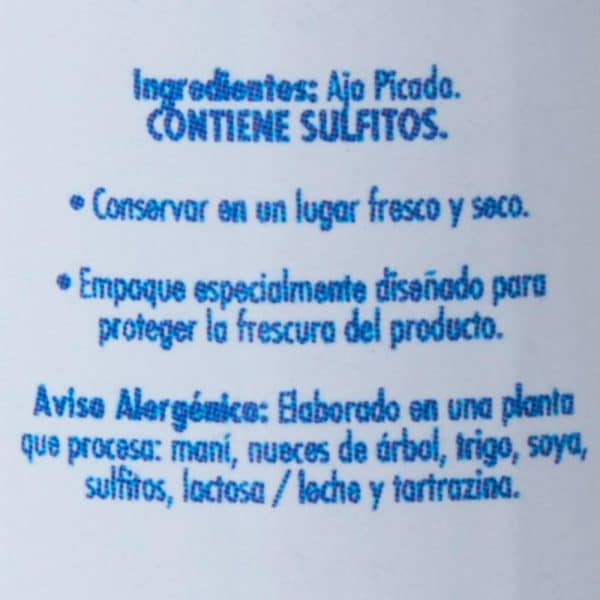 Ingredientes: Ajo Picado.
CONTIENE SULFITOS.
• Conservar en un lugar fresco y seco.
• Empaque especialmente diseñado para
proteger la frescura del producto.
Aviso Alergénico: Elaborado en una planta
que procesa: maní, nueces de árbol, trigo, soya,
sulfitos, lactosa / leche y tartrazina.